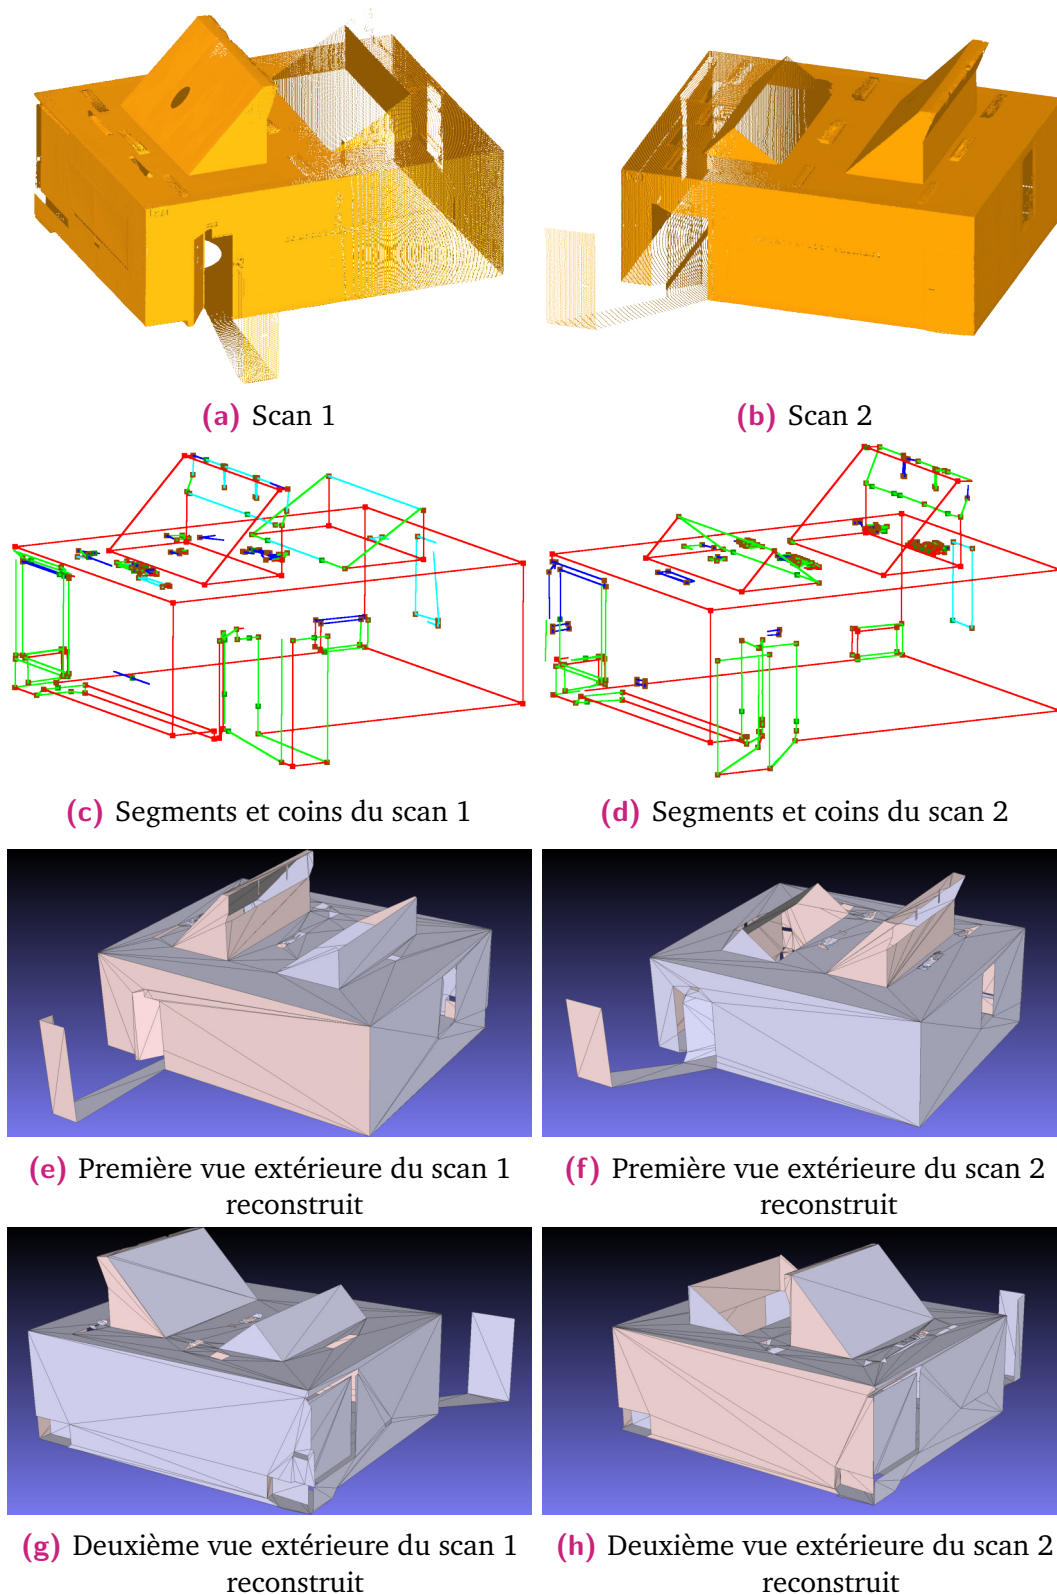 (a) Scan 1
(b) Scan 2
(c) Segments et coins du scan 1
(d) Segments et coins du scan 2
(e) Première vue extérieure du scan 1
reconstruit
(f) Première vue extérieure du scan 2
reconstruit
(g) Deuxième vue extérieure du scan 1
reconstruit
(h) Deuxième vue extérieure du scan 2
reconstruit